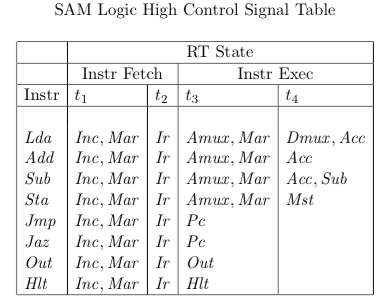 SAM Logic High Control Signal Table
RT State
Instr Fetch Instr Exec
Instr t1 t2 t3 t4
Lda Inc, Mar Ir Amux, Mar Dmux, Acc
Add Inc, Mar Ir Amux, Mar Acc
Sub Inc, Mar Ir Amux, Mar Acc, Sub
Sta Inc, Mar Ir Amux, Mar Mst
Jmp Inc, Mar Ir Pc
Jaz Inc, Mar Ir Pc
Out Inc, Mar Ir Out
Hlt Inc, Mar Ir Hlt